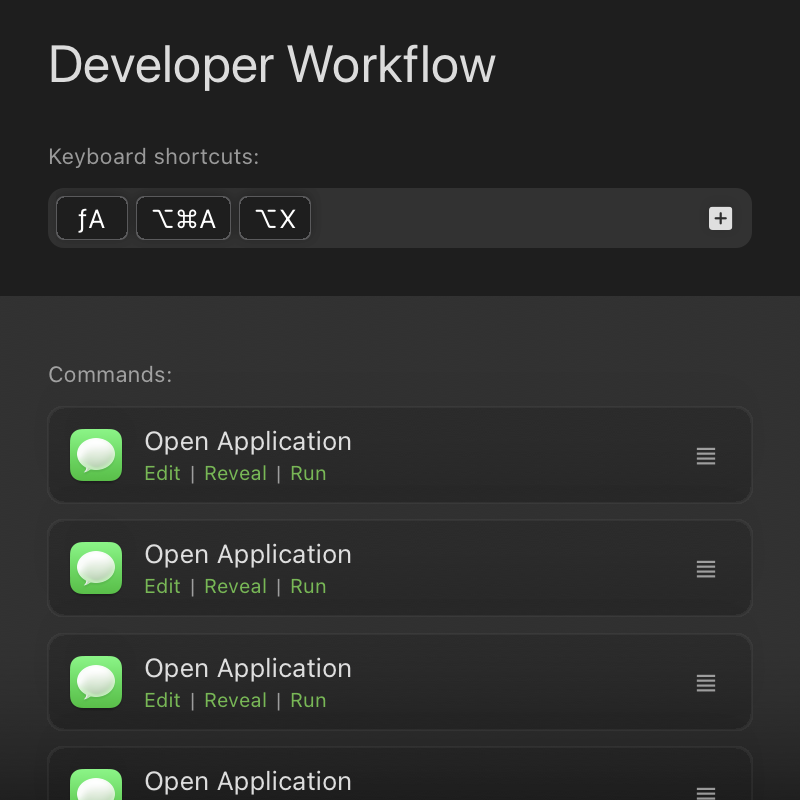 Developer Workflow
Keyboard shortcuts:
ƒA ⌥⌘A ⌥X
Commands:
Open Application
Edit | Reveal | Run
Open Application
Edit | Reveal | Run
Open Application
Edit | Reveal | Run
Open Application